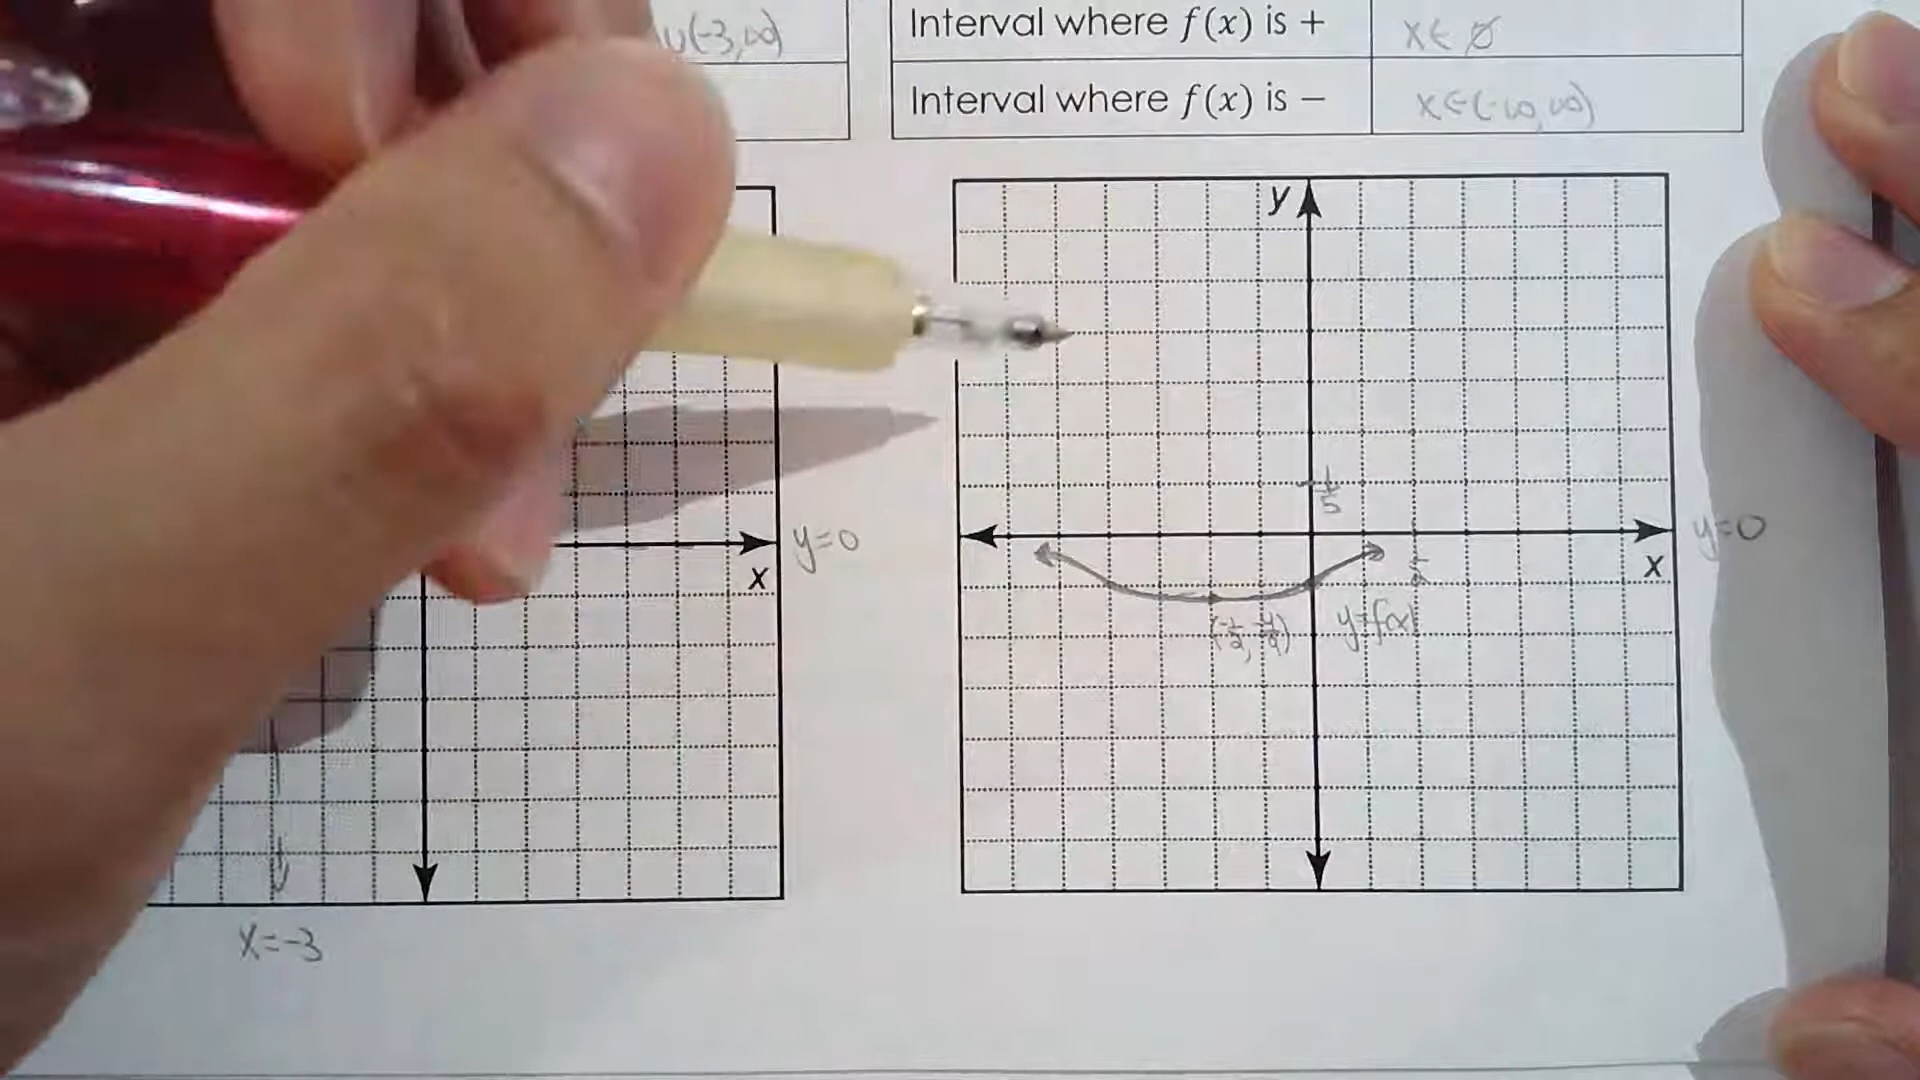 ∪(-3,∞)
Interval where f(x) is + x∈ ∅
Interval where f(x) is − x∈(-∞,∞)
y
1/5
y=0
x
y=0
x
y=f(x)
x=-3